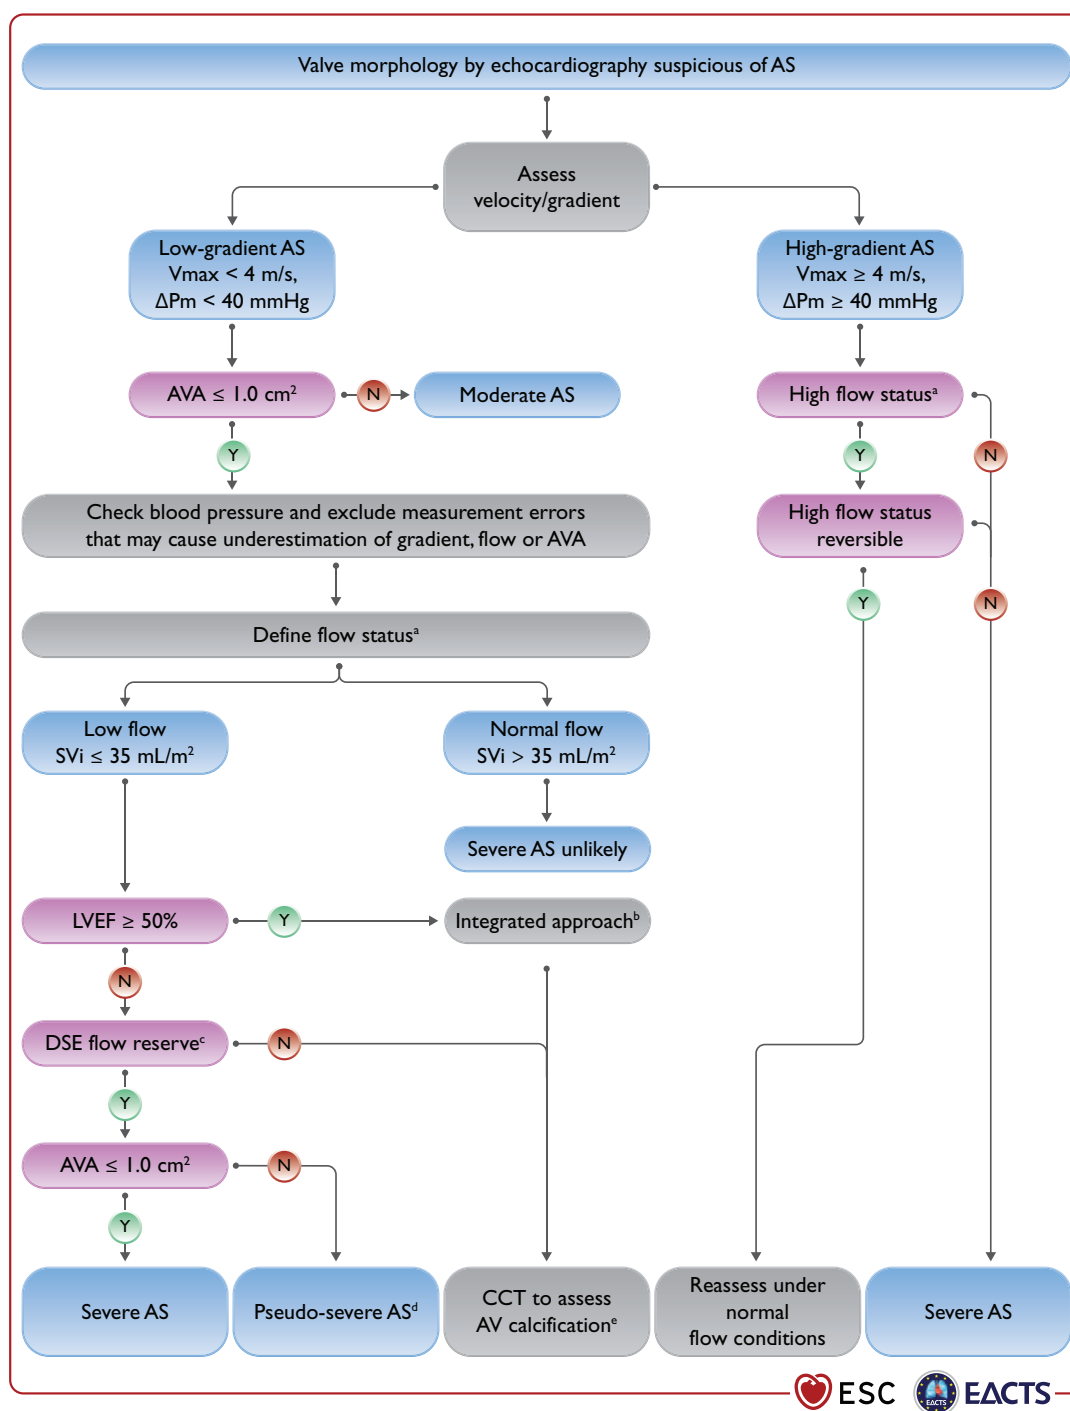 Valve morphology by echocardiography suspicious of AS
Assess
velocity/gradient
Low-gradient AS
Vmax < 4 m/s,
ΔPm < 40 mmHg
High-gradient AS
Vmax ≥ 4 m/s,
ΔPm ≥ 40 mmHg
AVA ≤ 1.0 cm²
N
Moderate AS
High flow statusᵃ
Y
Y
N
Check blood pressure and exclude measurement errors
that may cause underestimation of gradient, flow or AVA
High flow status
reversible
Y
N
Define flow statusᵃ
Low flow
SVi ≤ 35 mL/m²
Normal flow
SVi > 35 mL/m²
Severe AS unlikely
LVEF ≥ 50%
Y
Integrated approachᵇ
N
DSE flow reserveᶜ
N
Y
AVA ≤ 1.0 cm²
N
Y
Severe AS
Pseudo-severe ASᵈ
CCT to assess
AV calcificationᵉ
Reassess under
normal
flow conditions
Severe AS
ESC
EACTS
EACTS